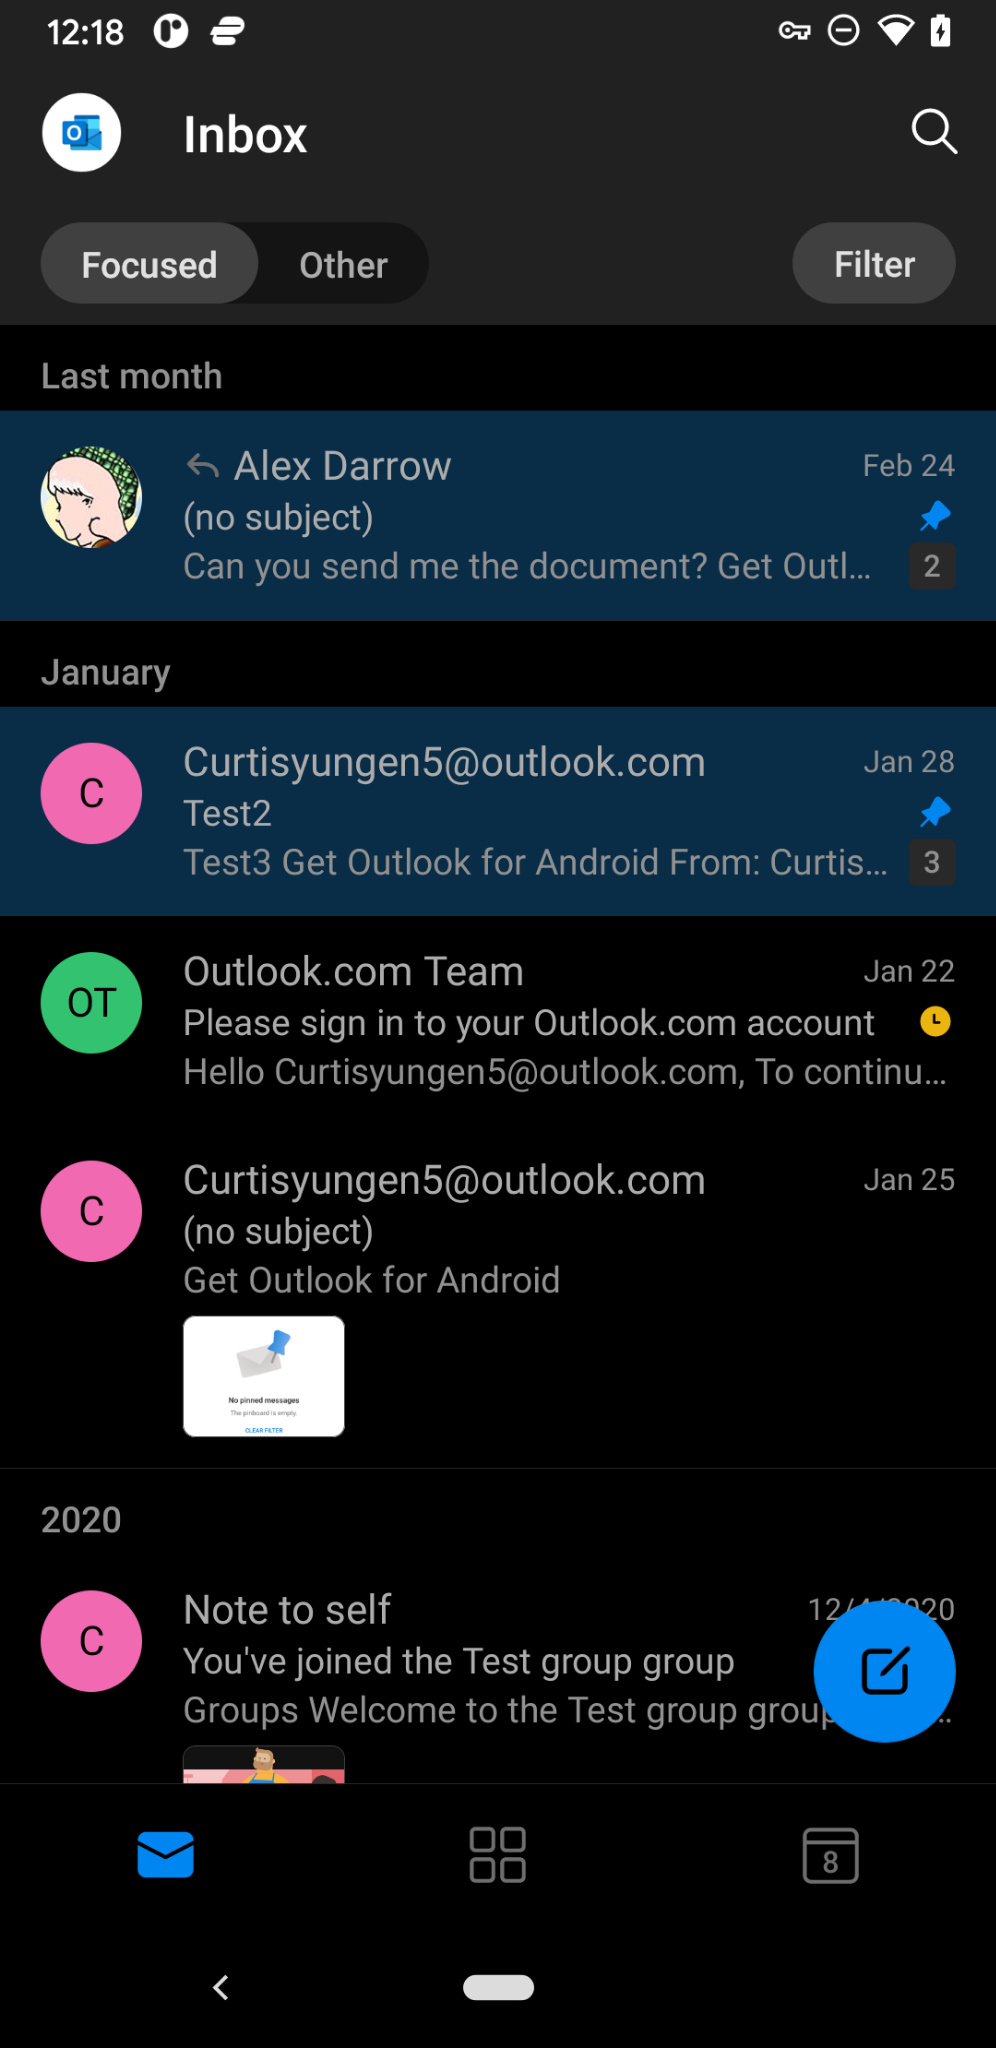 12:18
Inbox
Focused
Other
Filter
Last month
Alex Darrow
Feb 24
(no subject)
Can you send me the document? Get Outl...
2
January
C
Curtisyungen5@outlook.com
Jan 28
Test2
Test3 Get Outlook for Android From: Curtis...
3
OT
Outlook.com Team
Jan 22
Please sign in to your Outlook.com account
Hello Curtisyungen5@outlook.com, To continu...
C
Curtisyungen5@outlook.com
Jan 25
(no subject)
Get Outlook for Android
No pinned messages
The pinboard is empty.
CLEAR FILTER
2020
C
Note to self
12/4/2020
You've joined the Test group group
Groups Welcome to the Test group group
8